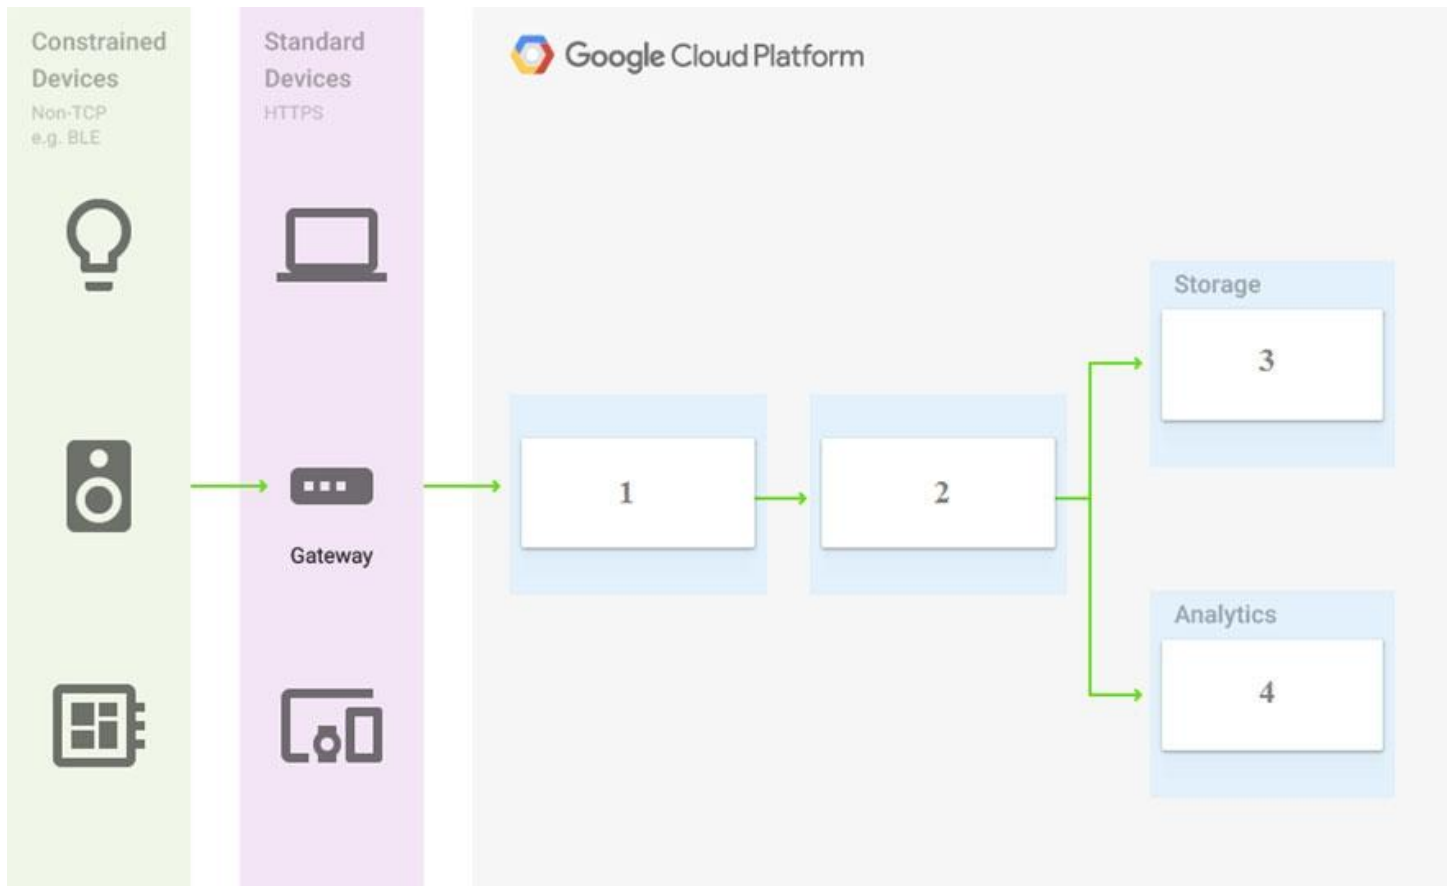 Constrained
Devices
Non-TCP
e.g. BLE
Standard
Devices
HTTPS
Gateway
Google Cloud Platform
1
2
Storage
3
Analytics
4